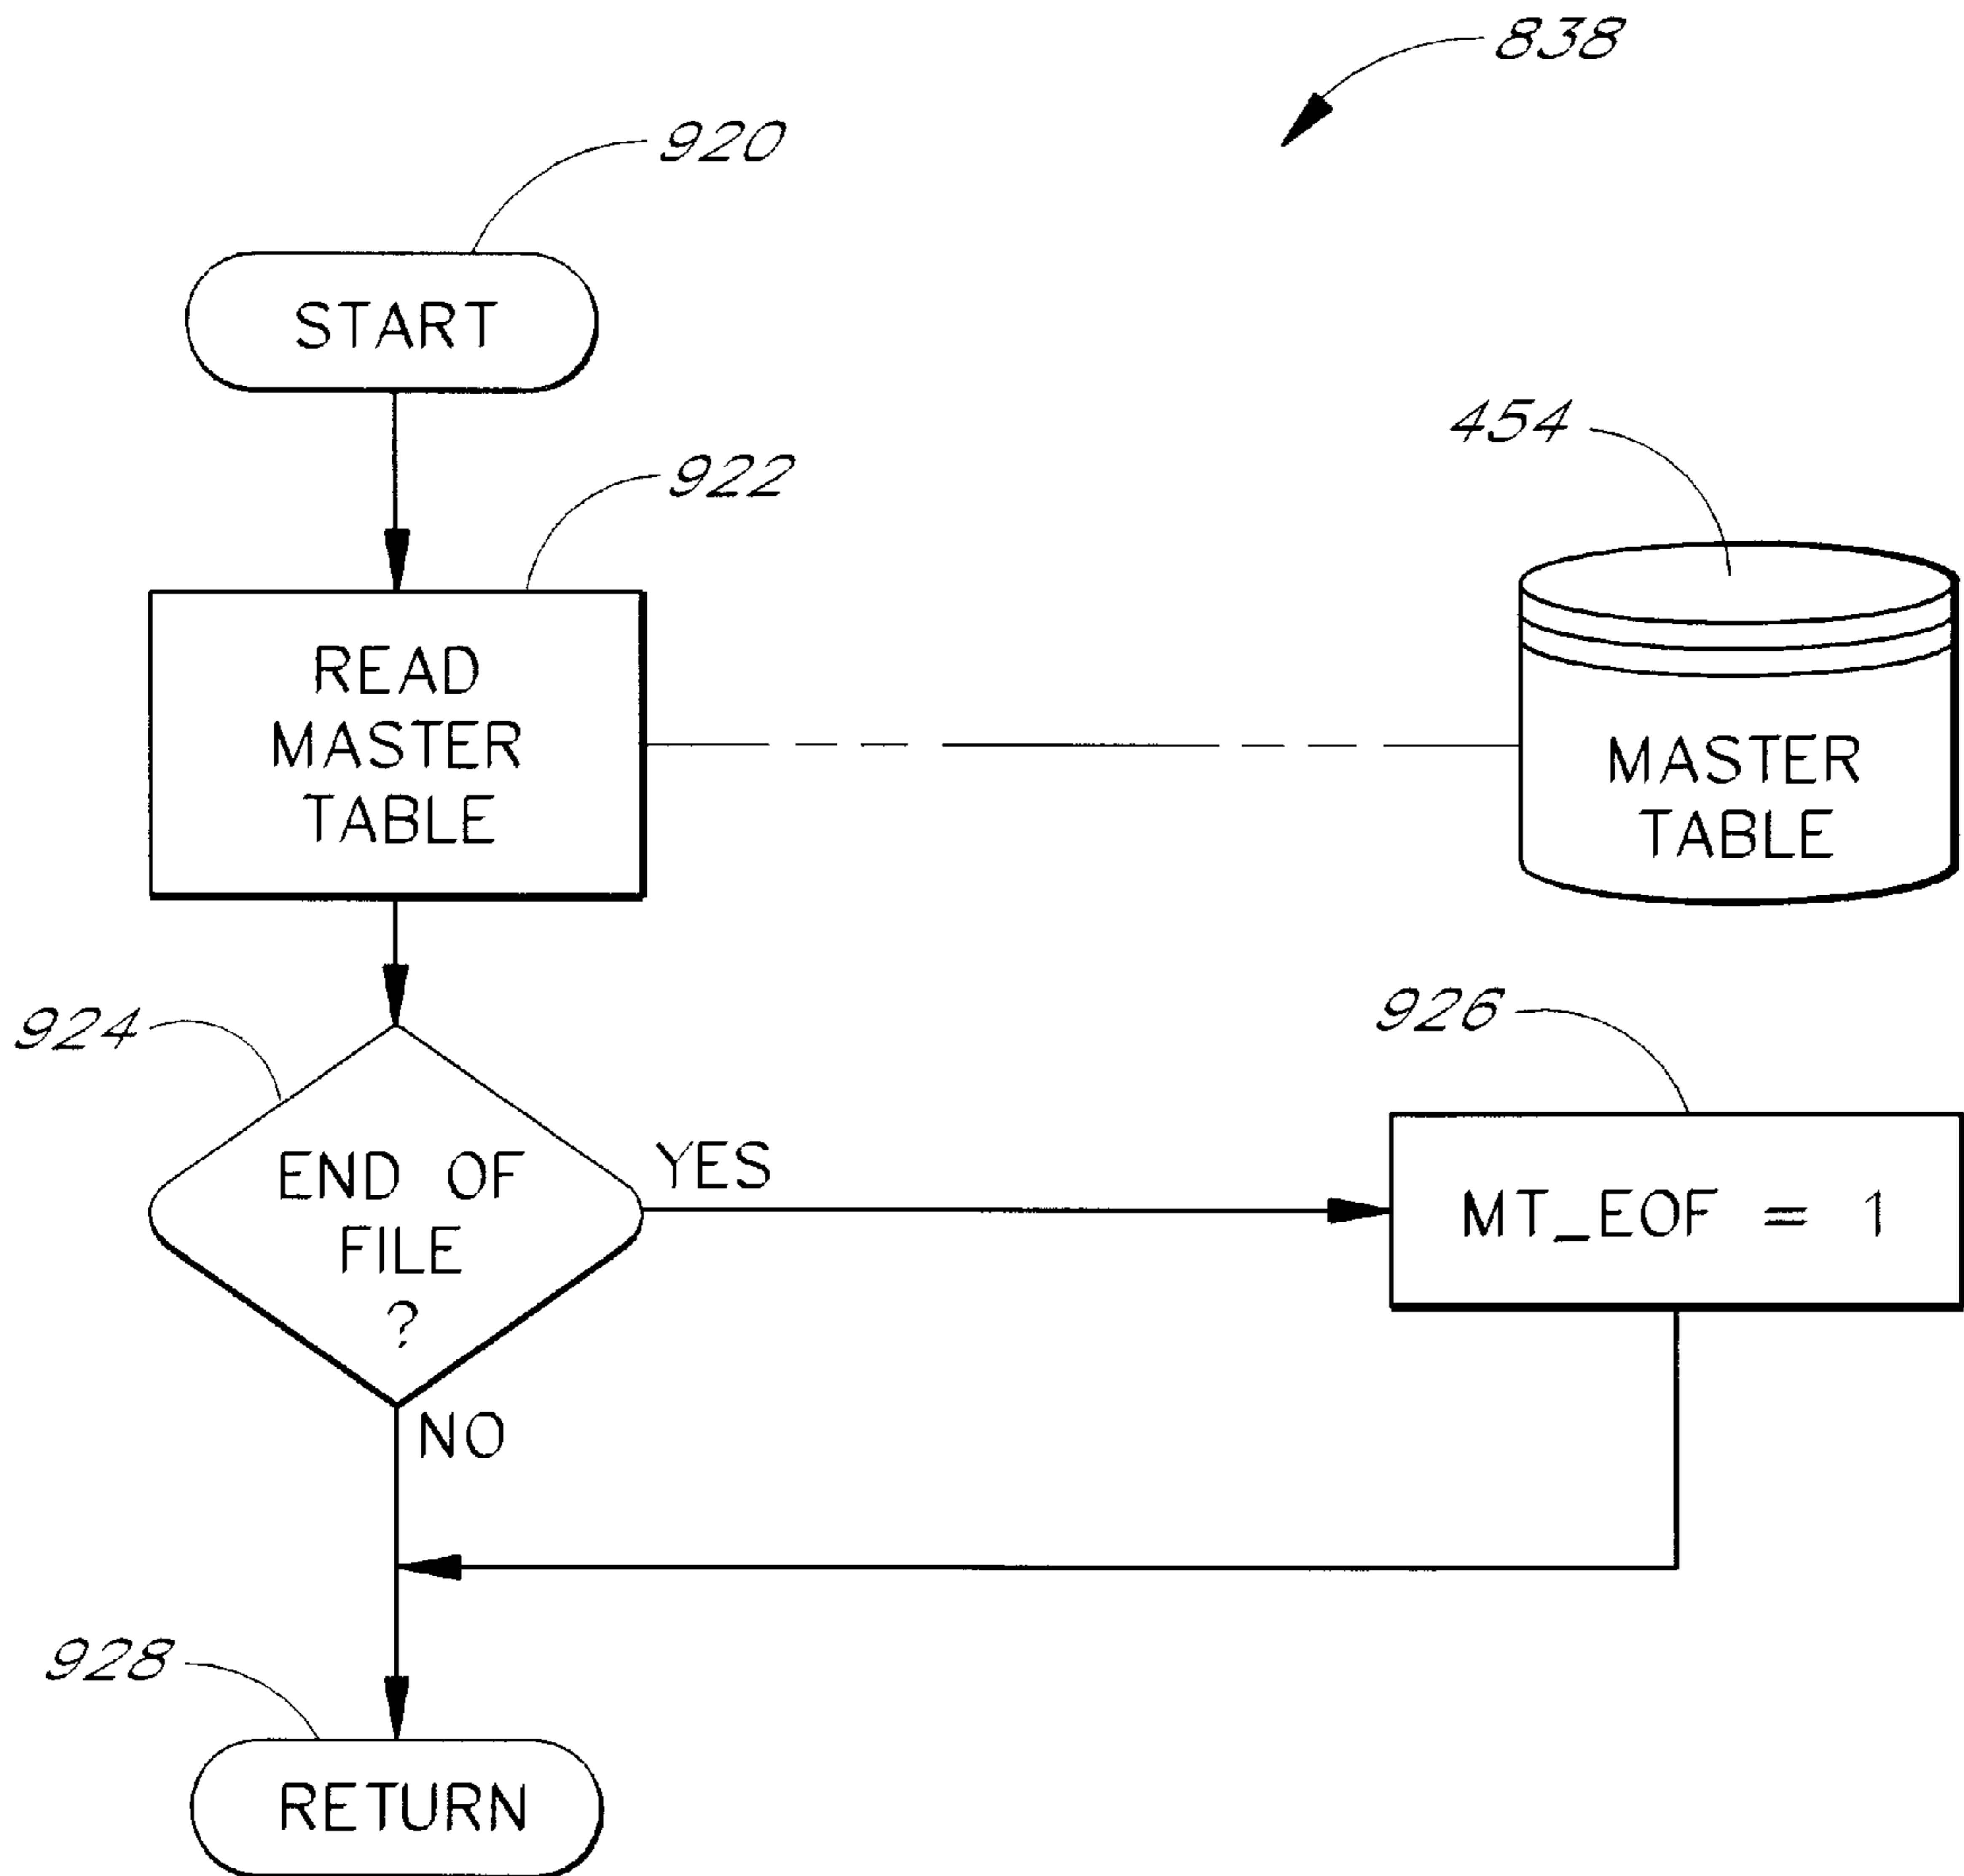 838
920
START
454
922
READ
MASTER
TABLE
MASTER
TABLE
924
926
END OF
FILE
?
YES
MT_EOF = 1
NO
928
RETURN